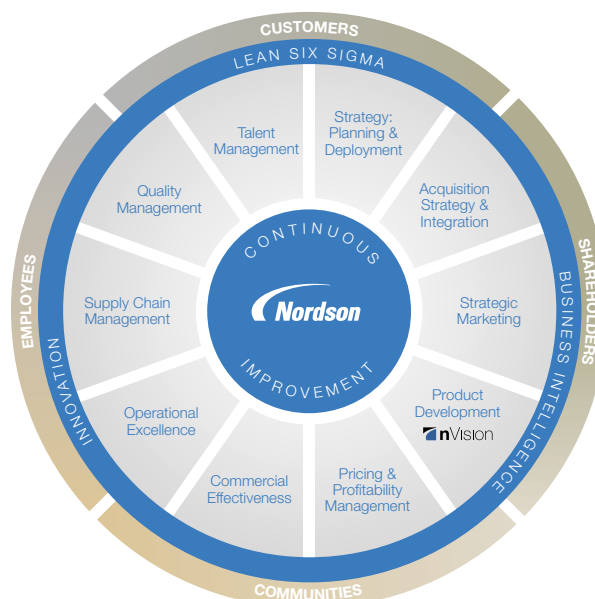 CUSTOMERS
LEAN SIX SIGMA
Talent
Management
Strategy:
Planning &
Deployment
Quality
Management
Acquisition
Strategy &
Integration
CONTINUOUS
Nordson
IMPROVEMENT
EMPLOYEES
Supply Chain
Management
Strategic
Marketing
SHAREHOLDERS
INNOVATION
BUSINESS INTELLIGENCE
Operational
Excellence
Product
Development
nVision
Commercial
Effectiveness
Pricing &
Profitability
Management
COMMUNITIES